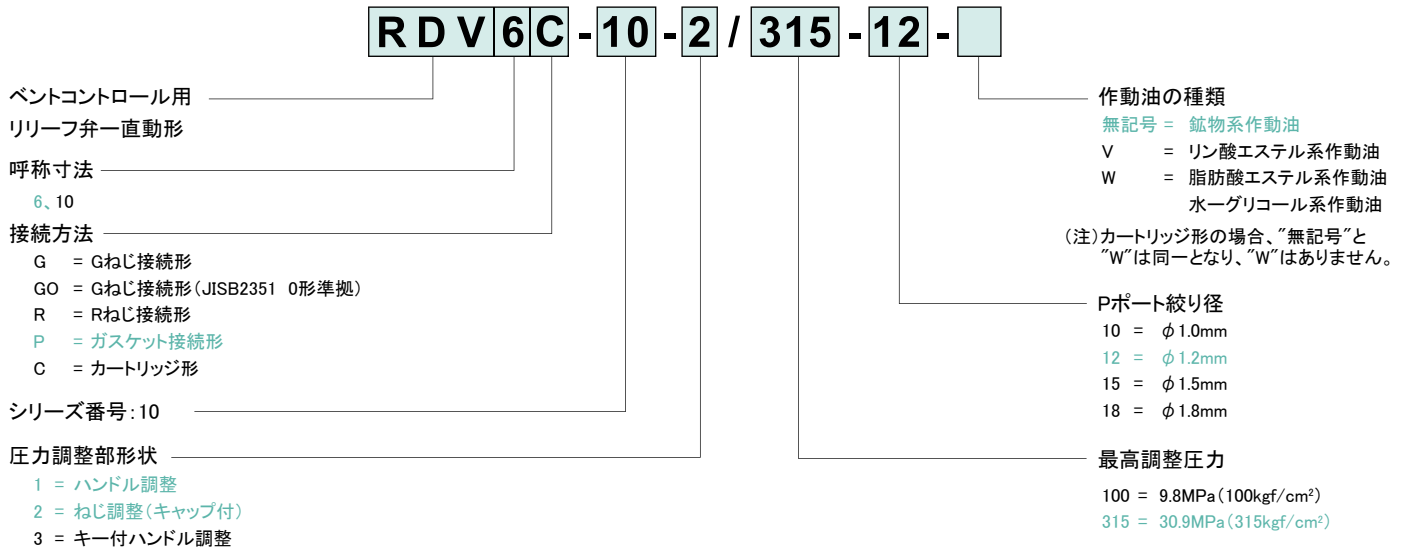 RDV6C-10-2/315-12-
ベントコントロール用
リリーフ弁ー直動形
呼称寸法
6、10
接続方法
G = Gねじ接続形
GO = Gねじ接続形(JISB2351 O形準拠)
R = Rねじ接続形
P = ガスケット接続形
C = カートリッジ形
シリーズ番号:10
圧力調整部形状
1 = ハンドル調整
2 = ねじ調整(キャップ付)
3 = キー付ハンドル調整
作動油の種類
無記号 = 鉱物系作動油
V = リン酸エステル系作動油
W = 脂肪酸エステル系作動油
水ーグリコール系作動油
(注)カートリッジ形の場合、"無記号"と
"W"は同一となり、"W"はありません。
Pポート絞り径
10 = φ1.0mm
12 = φ1.2mm
15 = φ1.5mm
18 = φ1.8mm
最高調整圧力
100 = 9.8MPa(100kgf/cm²)
315 = 30.9MPa(315kgf/cm²)